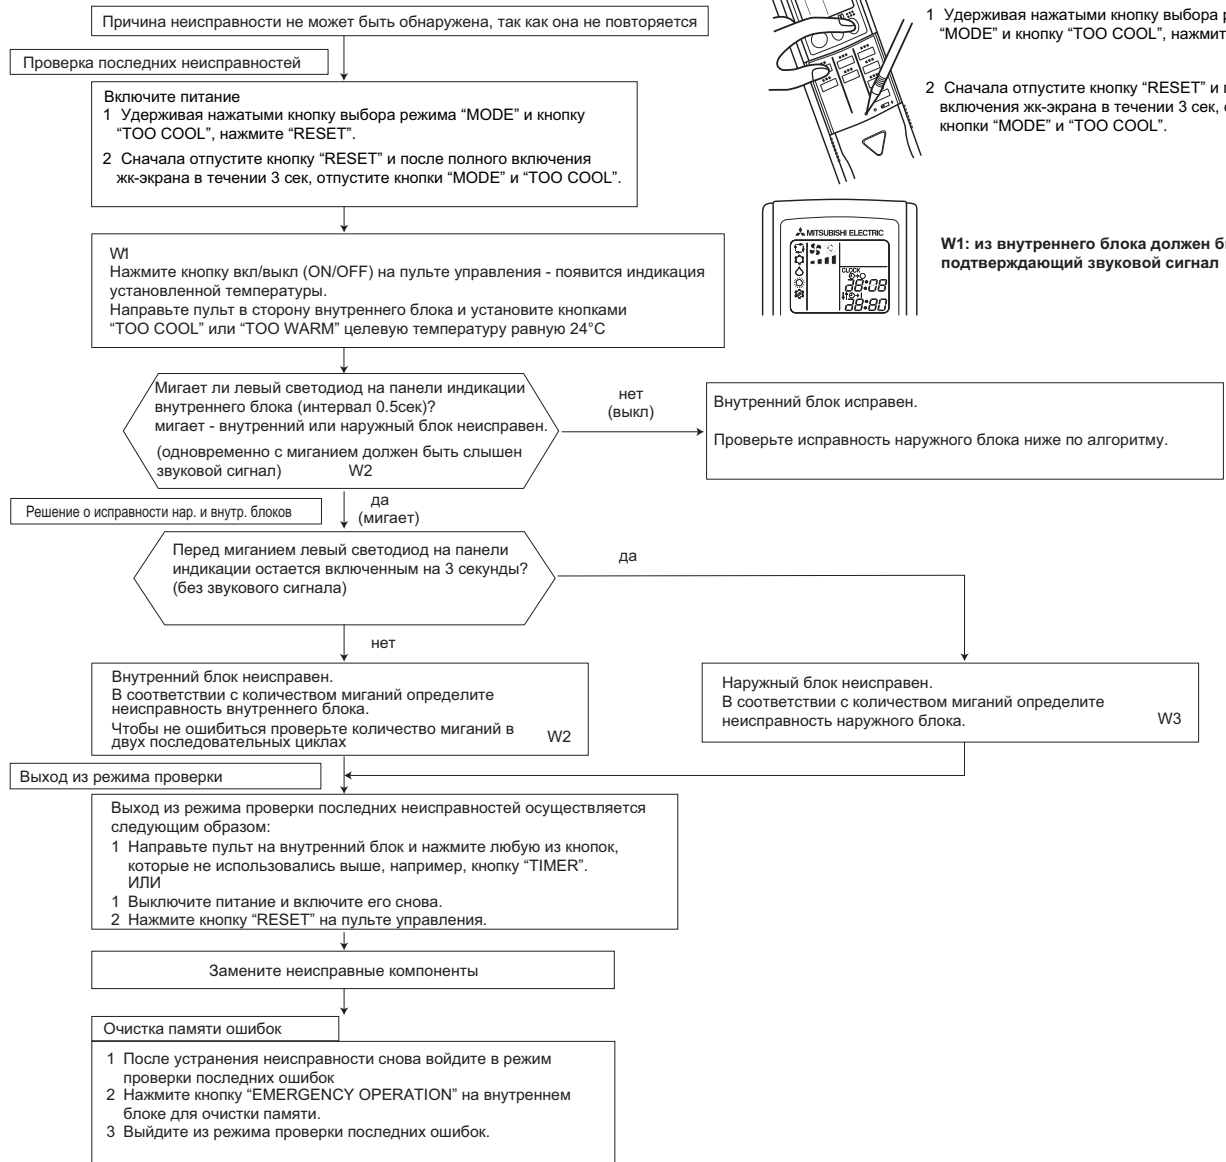 Причина неисправности не может быть обнаружена, так как она не повторяется
Проверка последних неисправностей
Включите питание
1 Удерживая нажатыми кнопку выбора режима “MODE” и кнопку
“TOO COOL”, нажмите “RESET”.
2 Сначала отпустите кнопку “RESET” и после полного включения
жк-экрана в течении 3 сек, отпустите кнопки “MODE” и “TOO COOL”.
1 Удерживая нажатыми кнопку выбора
“MODE” и кнопку “TOO COOL”, нажмит
2 Сначала отпустите кнопку “RESET” и
включения жк-экрана в течении 3 сек,
кнопки “MODE” и “TOO COOL”.
MITSUBISHI ELECTRIC
CLOCK
88:08
88:80
W1: из внутреннего блока должен
подтверждающий звуковой сигнал
W1
Нажмите кнопку вкл/выкл (ON/OFF) на пульте управления - появится индикация
установленной температуры.
Направьте пульт в сторону внутреннего блока и установите кнопками
“TOO COOL” или “TOO WARM” целевую температуру равную 24°C
Мигает ли левый светодиод на панели индикации
внутреннего блока (интервал 0.5сек)?
мигает - внутренний или наружный блок неисправен.
(одновременно с миганием должен быть слышен
звуковой сигнал) W2
нет
(выкл)
Внутренний блок исправен.
Проверьте исправность наружного блока ниже по алгоритму.
Решение о исправности нар. и внутр. блоков
да
(мигает)
Перед миганием левый светодиод на панели
индикации остается включенным на 3 секунды?
(без звукового сигнала)
да
нет
Внутренний блок неисправен.
В соответствии с количеством миганий определите
неисправность внутреннего блока.
Чтобы не ошибиться проверьте количество миганий в
двух последовательных циклах W2
Наружный блок неисправен.
В соответствии с количеством миганий определите
неисправность наружного блока. W3
Выход из режима проверки
Выход из режима проверки последних неисправностей осуществляется
следующим образом:
1 Направьте пульт на внутренний блок и нажмите любую из кнопок,
которые не использовались выше, например, кнопку “TIMER”.
ИЛИ
1 Выключите питание и включите его снова.
2 Нажмите кнопку “RESET” на пульте управления.
Замените неисправные компоненты
Очистка памяти ошибок
1 После устранения неисправности снова войдите в режим
проверки последних ошибок
2 Нажмите кнопку “EMERGENCY OPERATION” на внутреннем
блоке для очистки памяти.
3 Выйдите из режима проверки последних ошибок.